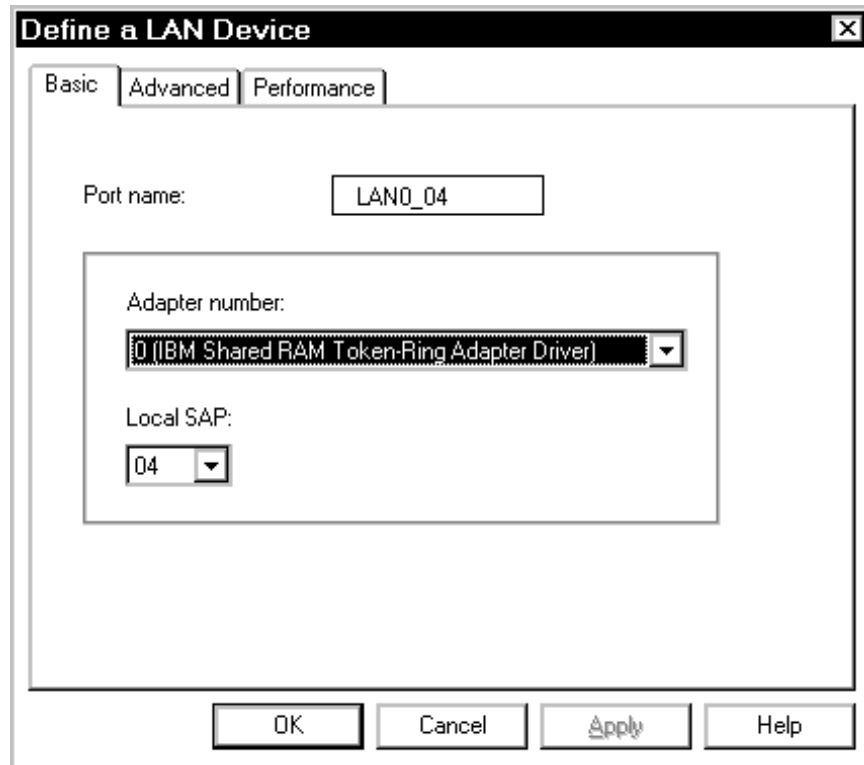 Define a LAN Device
Basic Advanced Performance
Port name: LAN0_04
Adapter number:
0 (IBM Shared RAM Token-Ring Adapter Driver)
Local SAP:
04
OK Cancel Apply Help